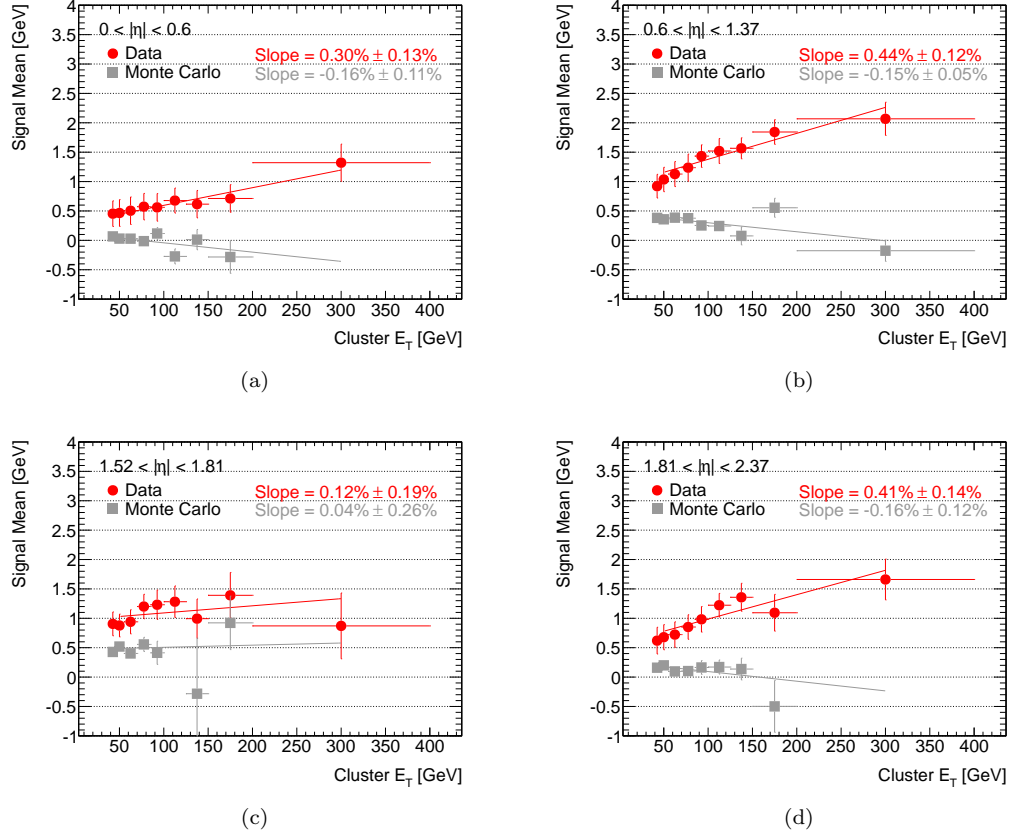 Signal Mean [GeV]
4
3.5
3
2.5
2
1.5
1
0.5
0
-0.5
-1
0 < |η| < 0.6
Data
Monte Carlo
Slope = 0.30% ± 0.13%
Slope = -0.16% ± 0.11%
50 100 150 200 250 300 350 400
Cluster E_T [GeV]
(a)
Signal Mean [GeV]
4
3.5
3
2.5
2
1.5
1
0.5
0
-0.5
-1
0.6 < |η| < 1.37
Data
Monte Carlo
Slope = 0.44% ± 0.12%
Slope = -0.15% ± 0.05%
50 100 150 200 250 300 350 400
Cluster E_T [GeV]
(b)
Signal Mean [GeV]
4
3.5
3
2.5
2
1.5
1
0.5
0
-0.5
-1
1.52 < |η| < 1.81
Data
Monte Carlo
Slope = 0.12% ± 0.19%
Slope = 0.04% ± 0.26%
50 100 150 200 250 300 350 400
Cluster E_T [GeV]
(c)
Signal Mean [GeV]
4
3.5
3
2.5
2
1.5
1
0.5
0
-0.5
-1
1.81 < |η| < 2.37
Data
Monte Carlo
Slope = 0.41% ± 0.14%
Slope = -0.16% ± 0.12%
50 100 150 200 250 300 350 400
Cluster E_T [GeV]
(d)